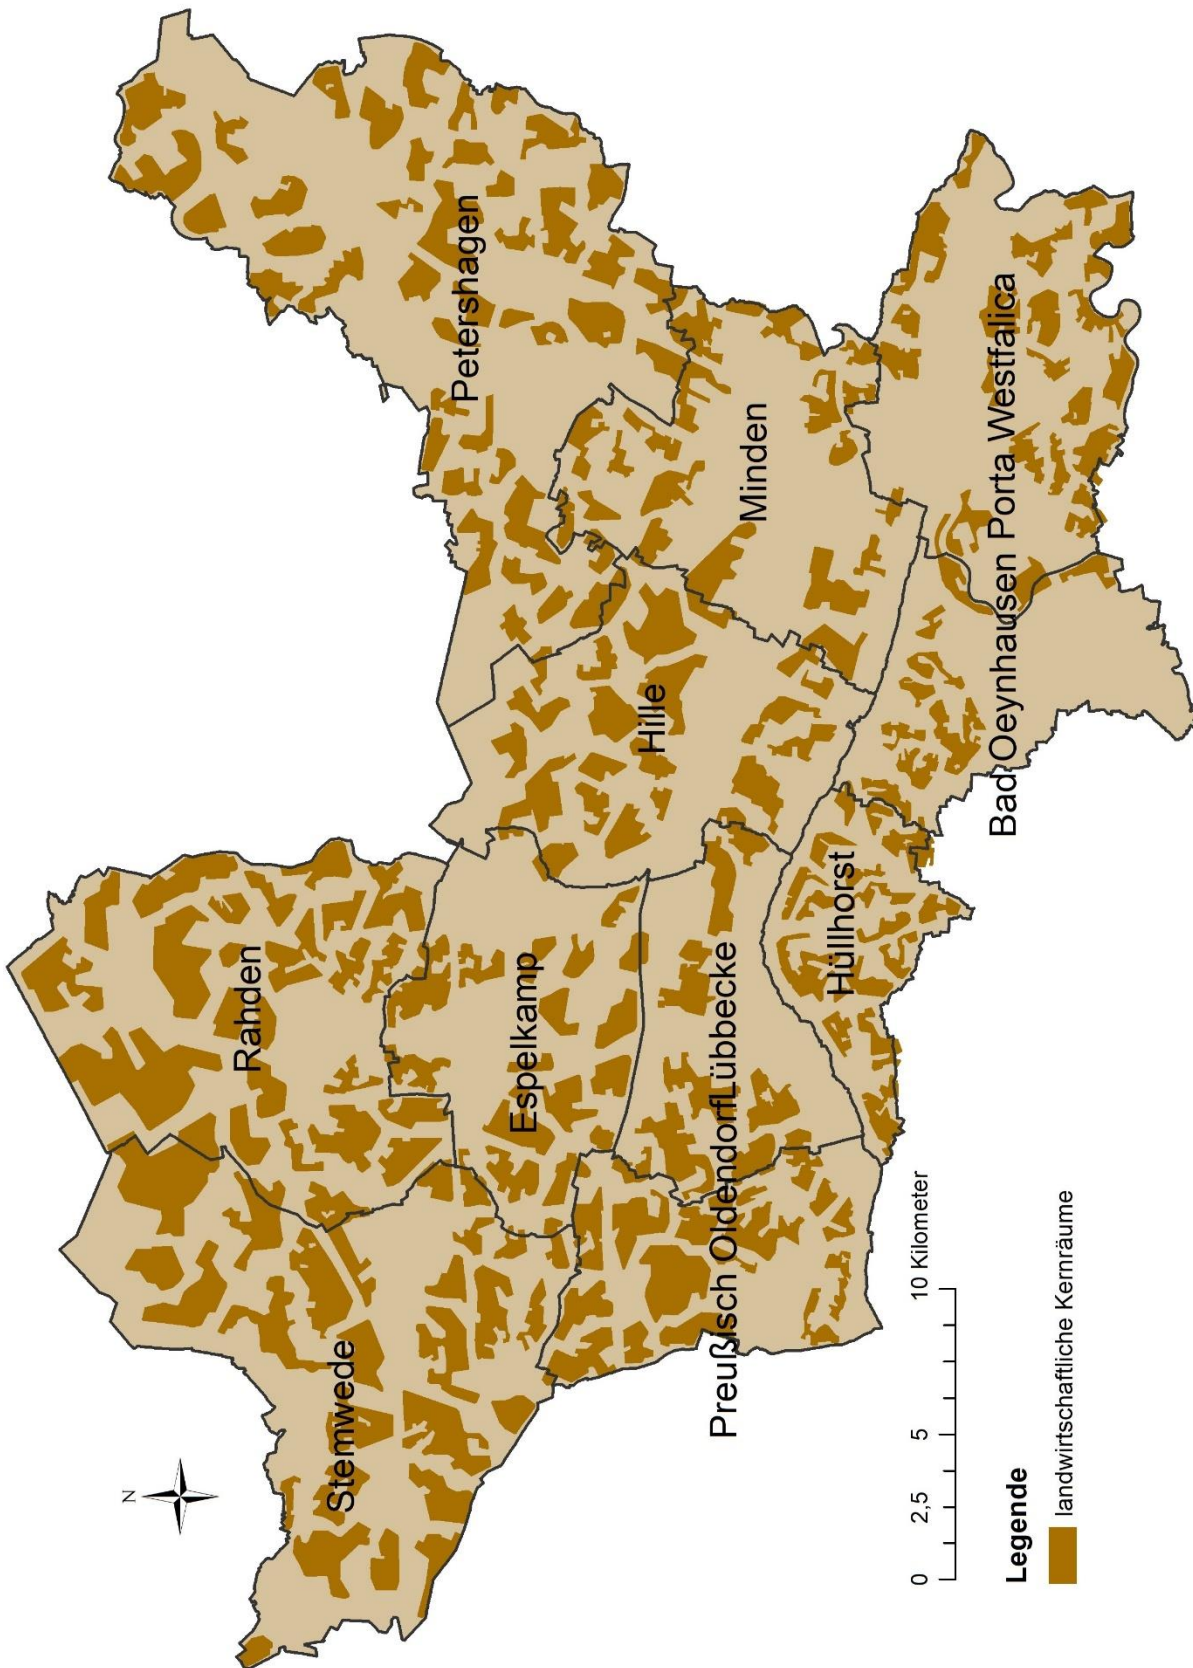 N
Rahden
Petershagen
Stemwede
Espelkamp
Hille
Minden
Preußisch Oldendorf
Lübbecke
Hüllhorst
Bad Oeynhausen
Porta Westfalica
0 2,5 5 10 Kilometer
Legende
landwirtschaftliche Kernräume